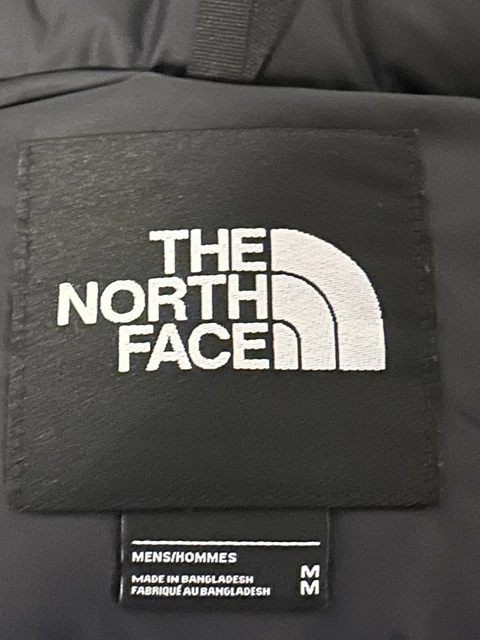 THE
NORTH
FACE
MENS/HOMMES
MADE IN BANGLADESH M
FABRIQUÉ AU BANGLADESH M